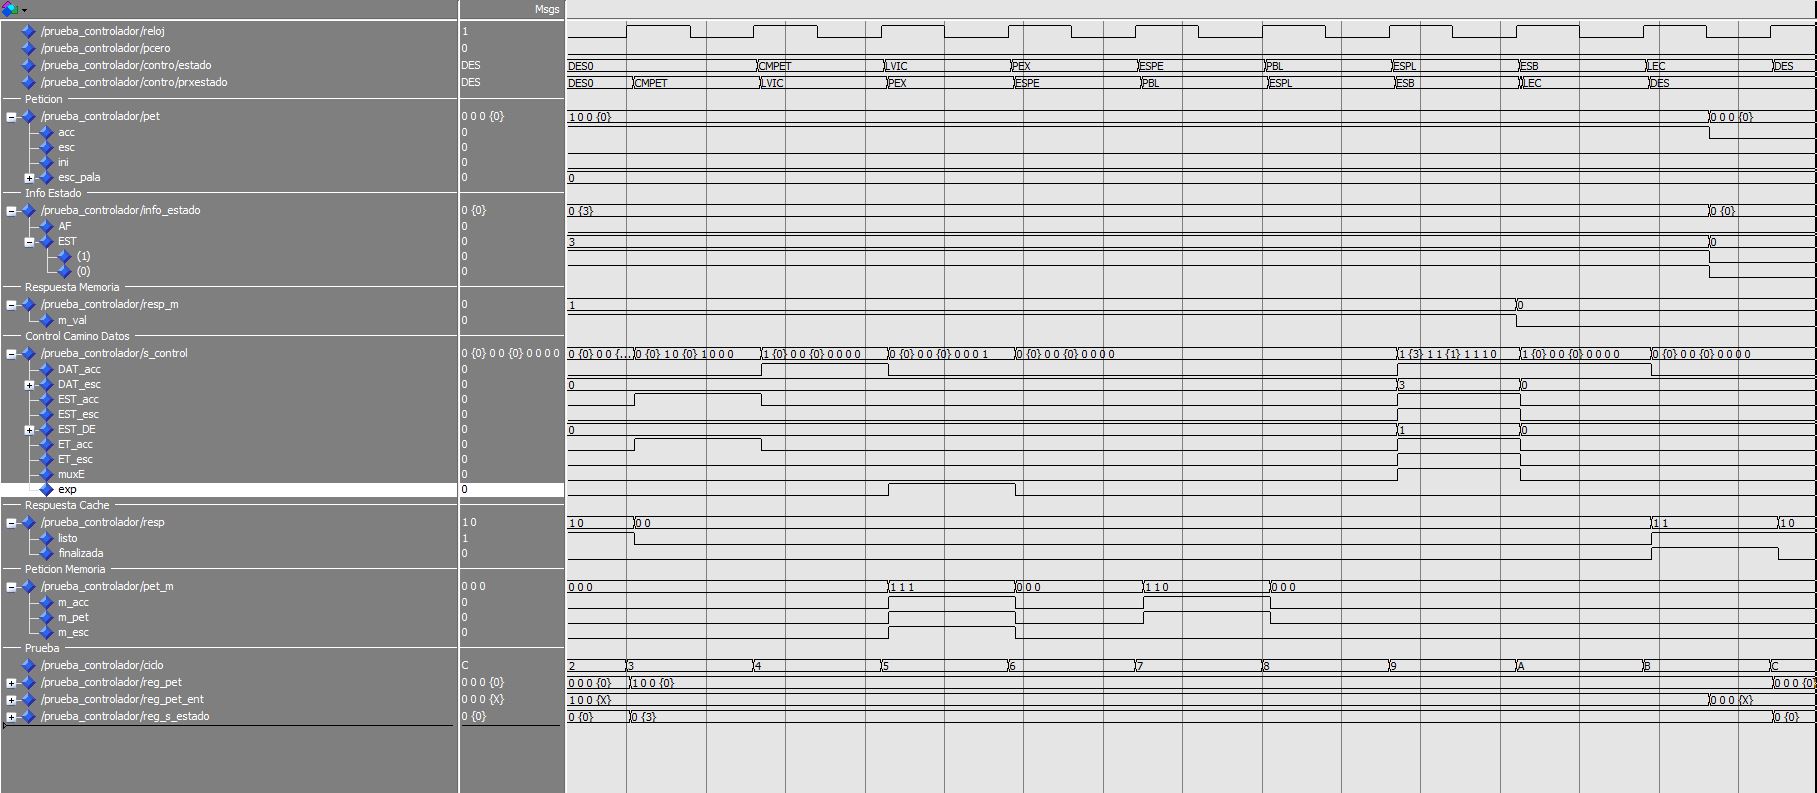 Msgs
/prueba_controlador/reloj 1
/prueba_controlador/pcero 0
/prueba_controlador/contro/estado DES DES0 CMPET LVIC PEX ESPE PBL ESPL ESB LEC DES
/prueba_controlador/contro/prxestado DES DES0 CMPET LVIC PEX ESPE PBL ESPL ESB LEC DES
Peticion
/prueba_controlador/pet 0 0 0 {0} 1 0 0 {0} 0 0 0 {0}
acc 0
esc 0
ini 0
esc_pala 0 0
Info Estado
/prueba_controlador/info_estado 0 {0} 0 {3} 0 {0}
AF 0
EST 0 3 0
(1) 0
(0) 0
Respuesta Memoria
/prueba_controlador/resp_m 0 1 0
m_val 0
Control Camino Datos
/prueba_controlador/s_control 0 {0} 0 0 {0} 0 0 0 0 0 {0} 0 0 {... 0 {0} 1 0 {0} 1 0 0 0 1 {0} 0 0 {0} 0 0 0 0 0 {0} 0 0 {0} 0 0 0 1 0 {0} 0 0 {0} 0 0 0 0 1 {3} 1 1 {1} 1 1 1 0 1 {0} 0 0 {0} 0 0 0 0 0 {0} 0 0 {0} 0 0 0 0
DAT_acc 0
DAT_esc 0 0 3 0
EST_acc 0
EST_esc 0
EST_DE 0 0 1 0
ET_acc 0
ET_esc 0
muxE 0
exp 0
Respuesta Cache
/prueba_controlador/resp 1 0 1 0 0 0 1 1 1 0
listo 1
finalizada 0
Peticion Memoria
/prueba_controlador/pet_m 0 0 0 0 0 0 1 1 1 0 0 0 1 1 0 0 0 0
m_acc 0
m_pet 0
m_esc 0
Prueba
/prueba_controlador/ciclo C 2 3 4 5 6 7 8 9 A B C
/prueba_controlador/reg_pet 0 0 0 {0} 0 0 0 {0} 1 0 0 {0} 0 0 0 {0}
/prueba_controlador/reg_pet_ent 0 0 0 {X} 1 0 0 {X} 0 0 0 {X}
/prueba_controlador/reg_s_estado 0 {0} 0 {0} 0 {3} 0 {0}